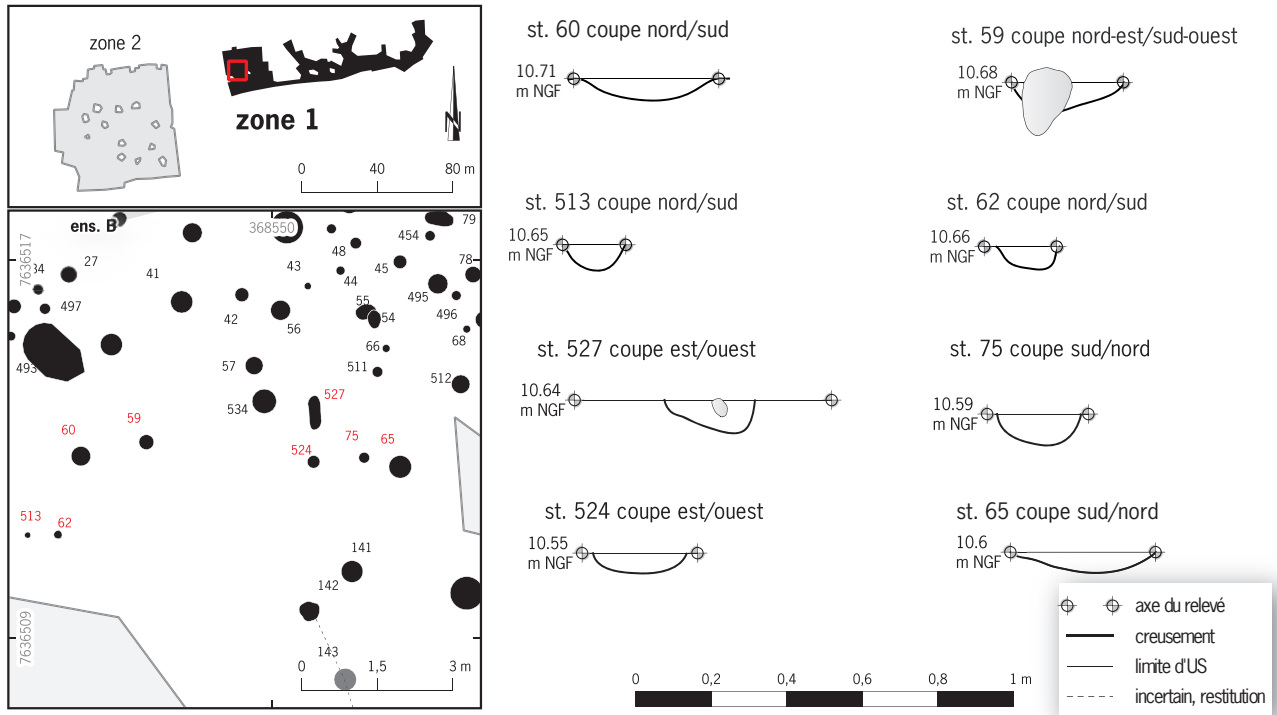 zone 2
zone 1
N
0 40 80 m
ens. B
368550
7636517
7636509
79
454
48
78
27
41
43
45
44
34
497
42
55
54
495
496
56
66
68
493
57
511
512
534
527
59
60
75
65
524
513
62
141
142
143
0 1,5 3 m
st. 60 coupe nord/sud
10.71
m NGF
st. 59 coupe nord-est/sud-ouest
10.68
m NGF
st. 513 coupe nord/sud
10.65
m NGF
st. 62 coupe nord/sud
10.66
m NGF
st. 527 coupe est/ouest
10.64
m NGF
st. 75 coupe sud/nord
10.59
m NGF
st. 524 coupe est/ouest
10.55
m NGF
st. 65 coupe sud/nord
10.6
m NGF
axe du relevé
creusement
limite d'US
incertain, restitution
0 0,2 0,4 0,6 0,8 1 m